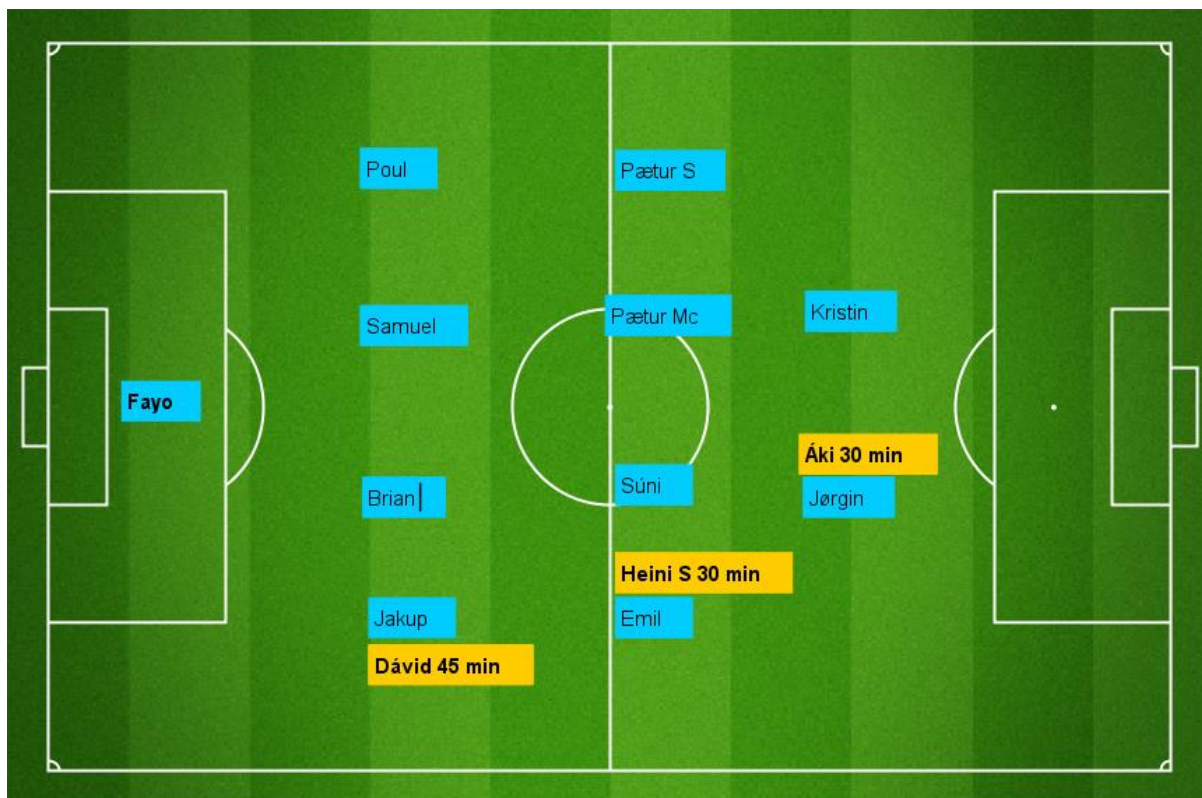 Poul
Pætur S
Samuel
Pætur Mc
Kristin
Fayo
Áki 30 min
Brian
Súni
Jørgin
Heini S 30 min
Jakup
Emil
Dávid 45 min